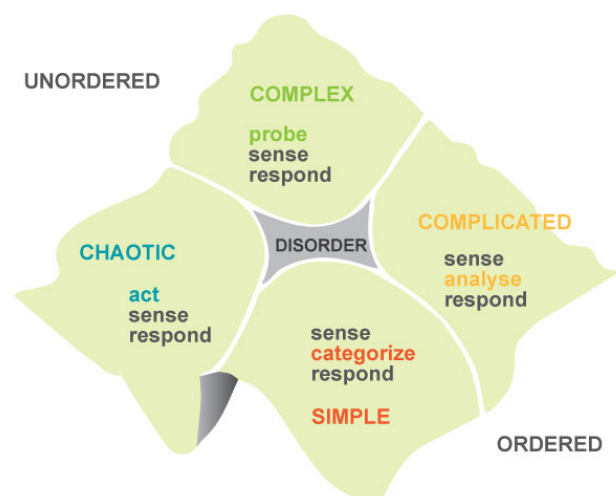 UNORDERED
COMPLEX
probe
sense
respond
COMPLICATED
sense
analyse
respond
DISORDER
CHAOTIC
act
sense
respond
sense
categorize
respond
SIMPLE
ORDERED